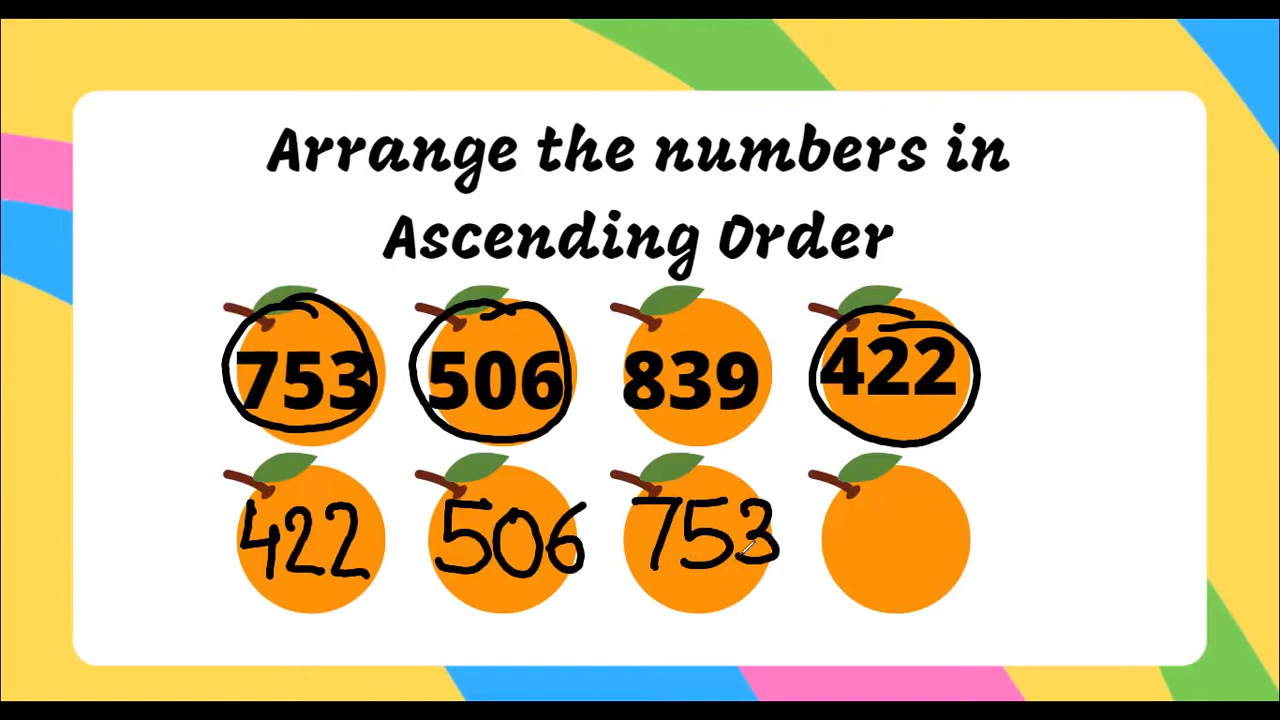 Arrange the numbers in
Ascending Order
753 506 839 422
422 506 753